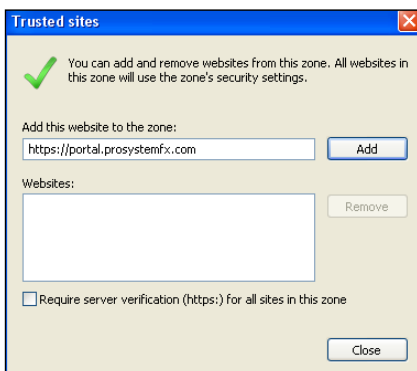 Trusted sites
You can add and remove websites from this zone. All websites in
this zone will use the zone's security settings.
Add this website to the zone:
https://portal.prosystemfx.com
Add
Websites:
Remove
Require server verification (https:) for all sites in this zone
Close